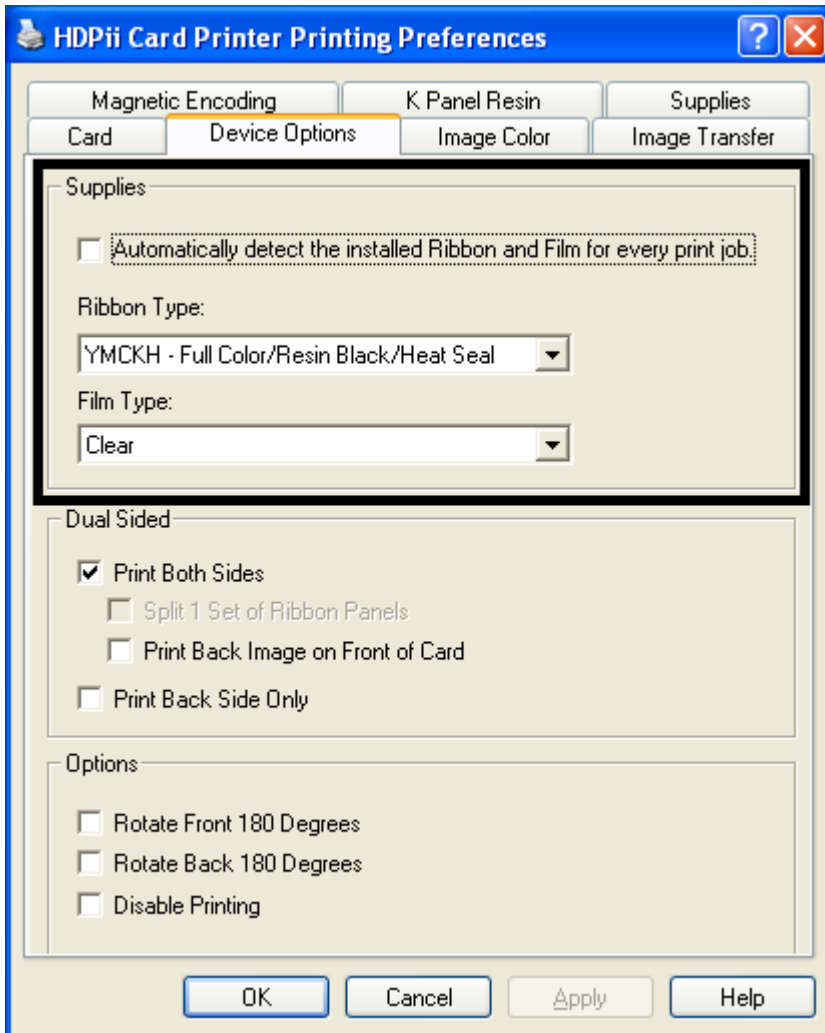 HDPii Card Printer Printing Preferences
Magnetic Encoding K Panel Resin Supplies
Card Device Options Image Color Image Transfer
Supplies
Automatically detect the installed Ribbon and Film for every print job.
Ribbon Type:
YMCKH - Full Color/Resin Black/Heat Seal
Film Type:
Clear
Dual Sided
Print Both Sides
Split 1 Set of Ribbon Panels
Print Back Image on Front of Card
Print Back Side Only
Options
Rotate Front 180 Degrees
Rotate Back 180 Degrees
Disable Printing
OK Cancel Apply Help